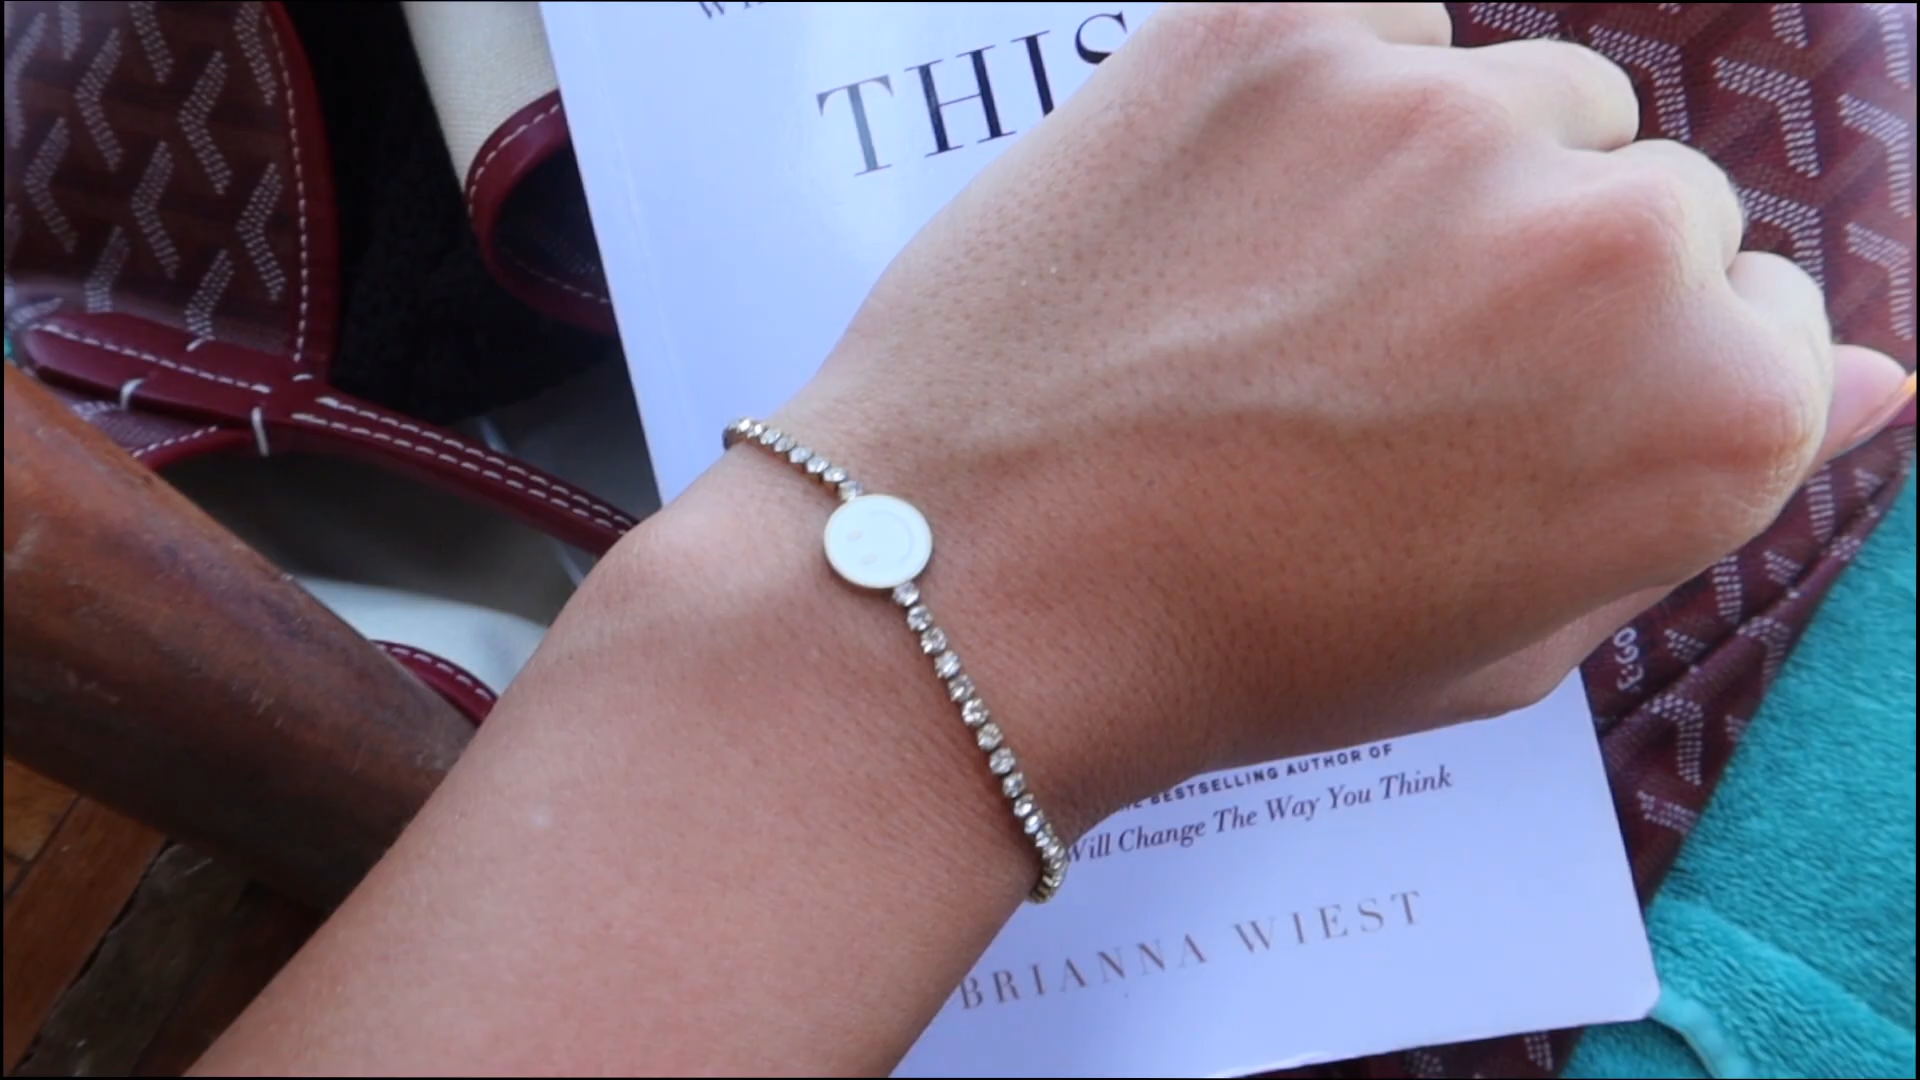 THIS
BESTSELLING AUTHOR OF
Will Change The Way You Think
BRIANNA WIEST